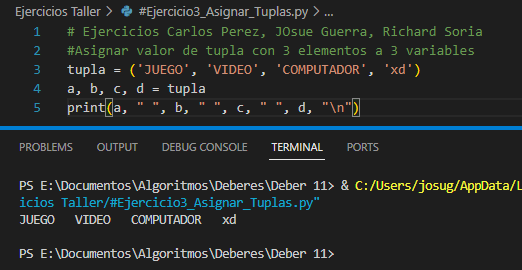 Ejercicios Taller > #Ejercicio3_Asignar_Tuplas.py > ...
1 # Ejercicios Carlos Perez, JOsue Guerra, Richard Soria
2 #Asignar valor de tupla con 3 elementos a 3 variables
3 tupla = ('JUEGO', 'VIDEO', 'COMPUTADOR', 'xd')
4 a, b, c, d = tupla
5 print(a, " ", b, " ", c, " ", d, "\n")
PROBLEMS OUTPUT DEBUG CONSOLE TERMINAL PORTS
PS E:\Documentos\Algoritmos\Deberes\Deber 11> & C:/Users/josug/AppData/L
icios Taller/#Ejercicio3_Asignar_Tuplas.py"
JUEGO   VIDEO   COMPUTADOR   xd
PS E:\Documentos\Algoritmos\Deberes\Deber 11>